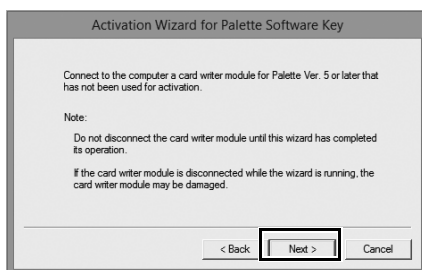 Activation Wizard for Palette Software Key
Connect to the computer a card writer module for Palette Ver. 5 or later that
has not been used for activation.
Note:
Do not disconnect the card writer module until this wizard has completed
its operation.
If the card writer module is disconnected while the wizard is running, the
card writer module may be damaged.
< Back Next > Cancel